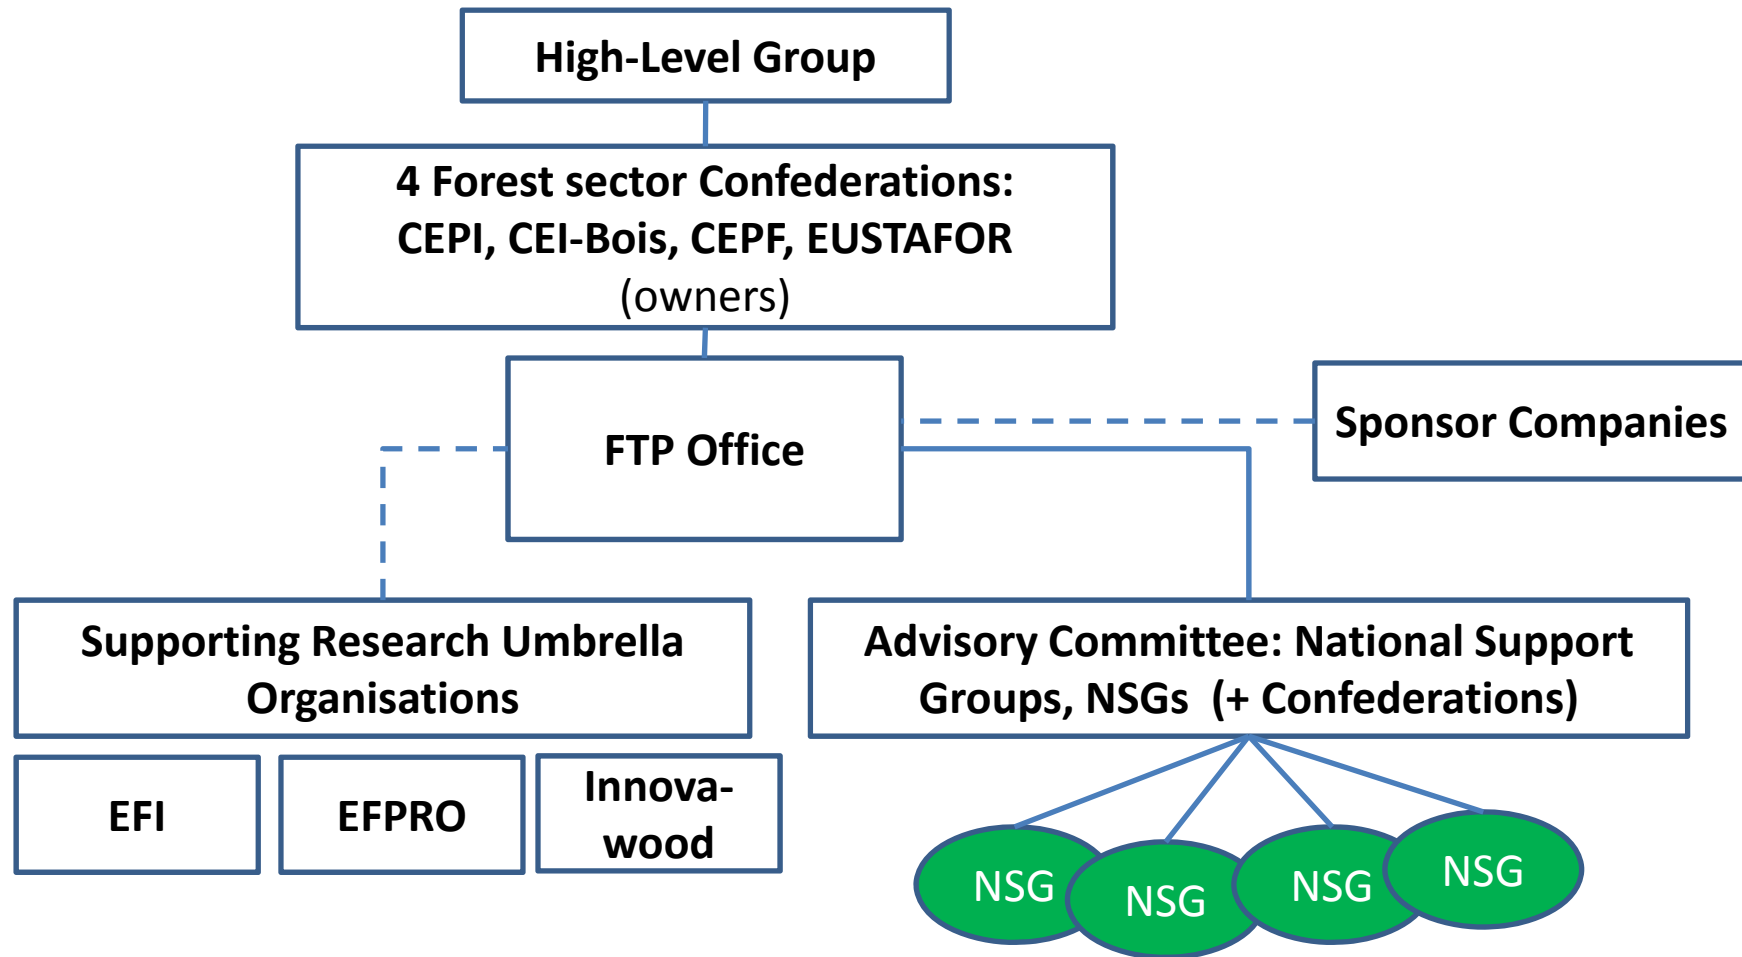 High-Level Group
4 Forest sector Confederations:
CEPI, CEI-Bois, CEPF, EUSTAFOR
(owners)
FTP Office
Sponsor Companies
Supporting Research Umbrella
Organisations
Advisory Committee: National Support
Groups, NSGs (+ Confederations)
EFI
EFPRO
Innova-
wood
NSG
NSG
NSG
NSG